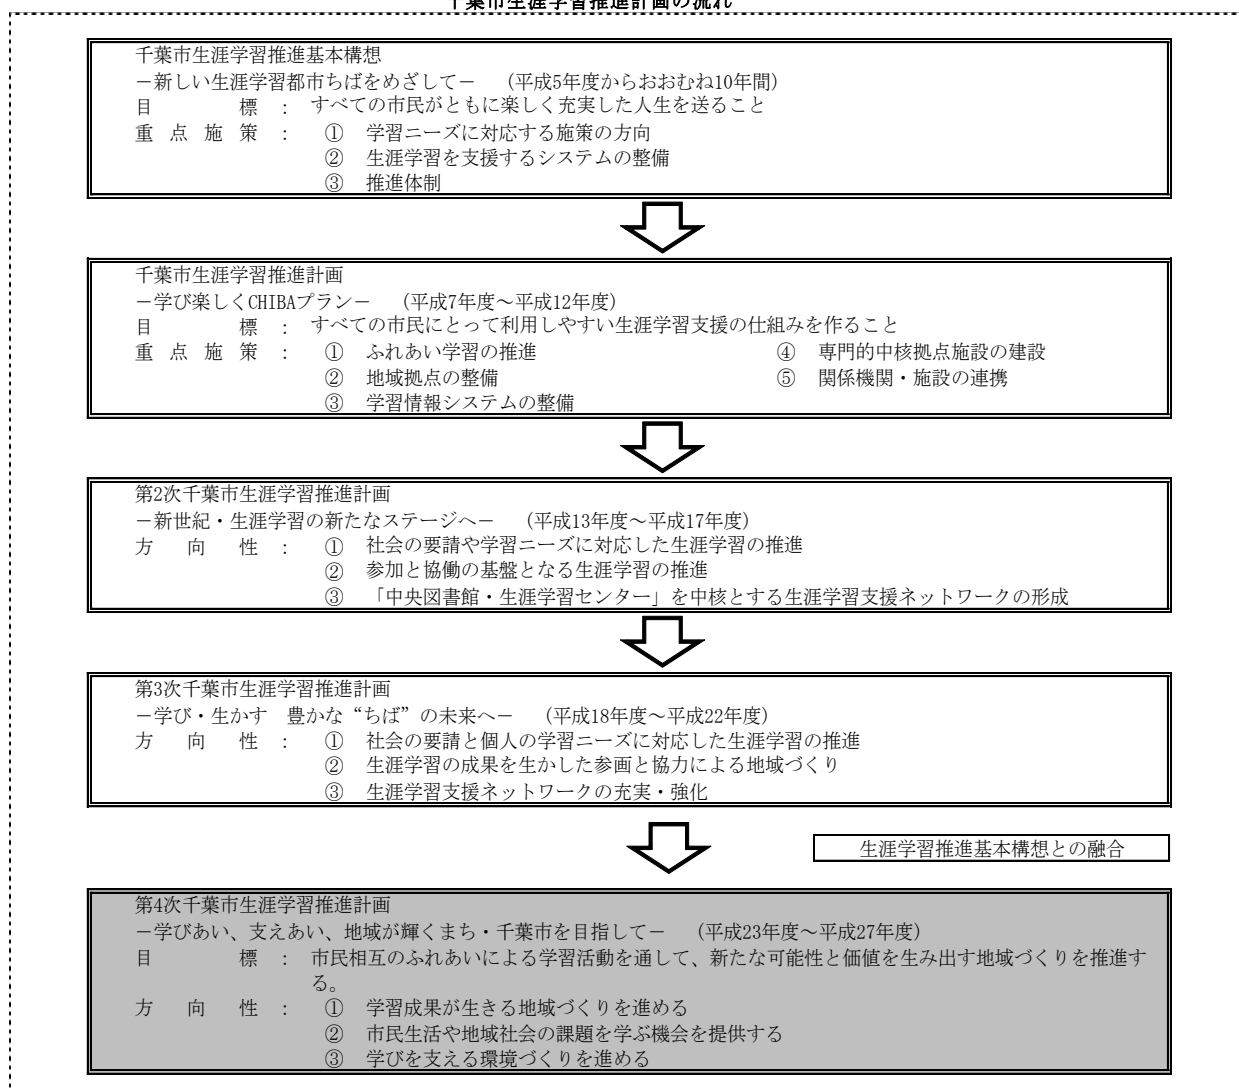 千葉市生涯学習推進計画の流れ
千葉市生涯学習推進基本構想
－新しい生涯学習都市ちばをめざして－　（平成5年度からおおむね10年間）
目　標　：　すべての市民がともに楽しく充実した人生を送ること
重点施策　：　①　学習ニーズに対応する施策の方向
②　生涯学習を支援するシステムの整備
③　推進体制
千葉市生涯学習推進計画
－学び楽しくCHIBAプラン－　（平成7年度～平成12年度）
目　標　：　すべての市民にとって利用しやすい生涯学習支援の仕組みを作ること
重点施策　：　①　ふれあい学習の推進　④　専門的中核拠点施設の建設
②　地域拠点の整備　⑤　関係機関・施設の連携
③　学習情報システムの整備
第2次千葉市生涯学習推進計画
－新世紀・生涯学習の新たなステージへ－　（平成13年度～平成17年度）
方向性　：　①　社会の要請や学習ニーズに対応した生涯学習の推進
②　参加と協働の基盤となる生涯学習の推進
③　「中央図書館・生涯学習センター」を中核とする生涯学習支援ネットワークの形成
第3次千葉市生涯学習推進計画
－学び・生かす　豊かな“ちば”の未来へ－　（平成18年度～平成22年度）
方向性　：　①　社会の要請と個人の学習ニーズに対応した生涯学習の推進
②　生涯学習の成果を生かした参画と協力による地域づくり
③　生涯学習支援ネットワークの充実・強化
生涯学習推進基本構想との融合
第4次千葉市生涯学習推進計画
－学びあい、支えあい、地域が輝くまち・千葉市を目指して－　（平成23年度～平成27年度）
目　標　：　市民相互のふれあいによる学習活動を通して、新たな可能性と価値を生み出す地域づくりを推進す
る。
方向性　：　①　学習成果が生きる地域づくりを進める
②　市民生活や地域社会の課題を学ぶ機会を提供する
③　学びを支える環境づくりを進める